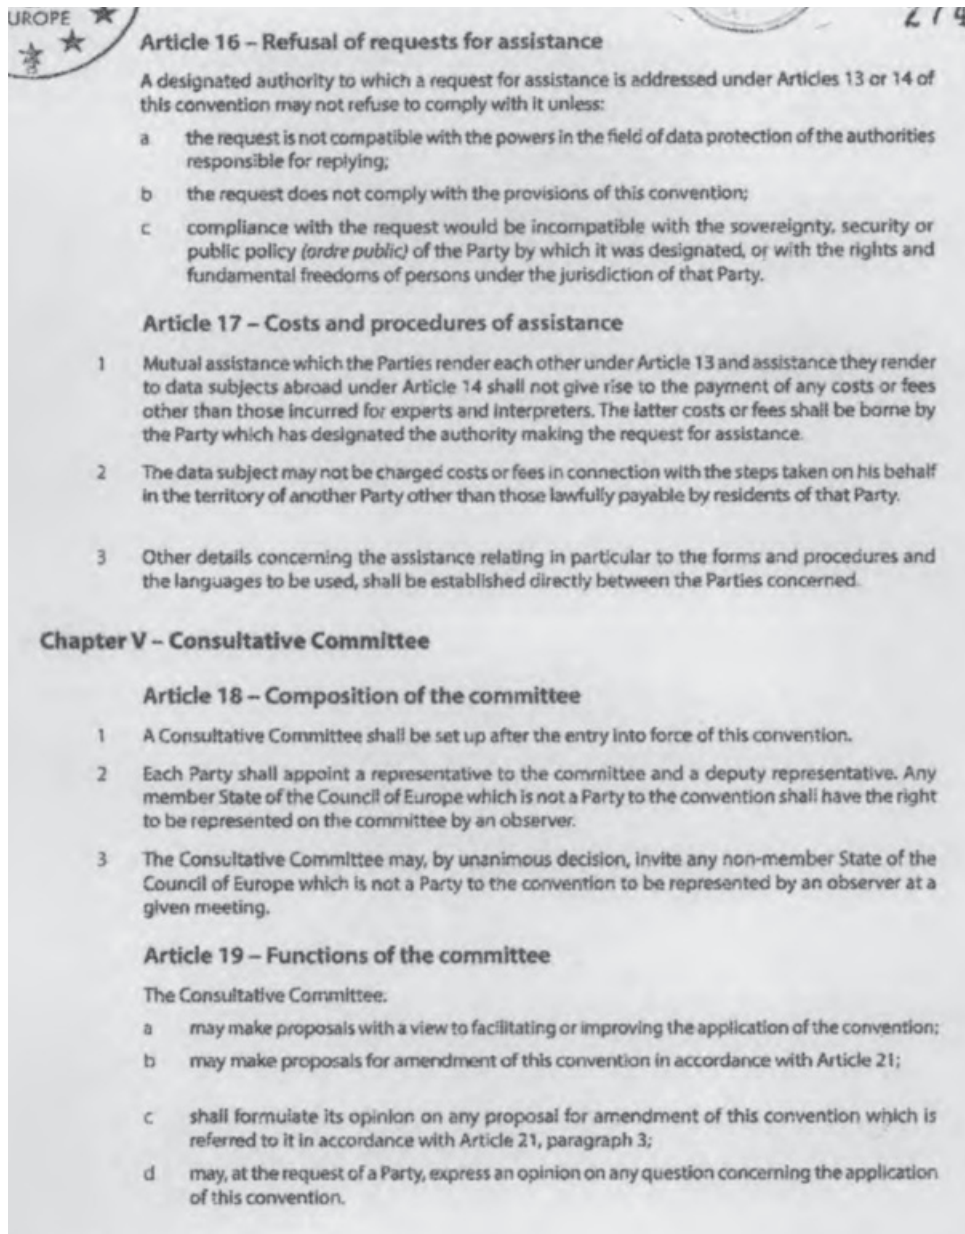 UROPE
Article 16 – Refusal of requests for assistance
A designated authority to which a request for assistance is addressed under Articles 13 or 14 of
this convention may not refuse to comply with it unless:
a the request is not compatible with the powers in the field of data protection of the authorities
responsible for replying;
b the request does not comply with the provisions of this convention;
c compliance with the request would be incompatible with the sovereignty, security or
public policy (ordre public) of the Party by which it was designated, or with the rights and
fundamental freedoms of persons under the jurisdiction of that Party.
Article 17 – Costs and procedures of assistance
1 Mutual assistance which the Parties render each other under Article 13 and assistance they render
to data subjects abroad under Article 14 shall not give rise to the payment of any costs or fees
other than those incurred for experts and interpreters. The latter costs or fees shall be borne by
the Party which has designated the authority making the request for assistance.
2 The data subject may not be charged costs or fees in connection with the steps taken on his behalf
in the territory of another Party other than those lawfully payable by residents of that Party.
3 Other details concerning the assistance relating in particular to the forms and procedures and
the languages to be used, shall be established directly between the Parties concerned.
Chapter V – Consultative Committee
Article 18 – Composition of the committee
1 A Consultative Committee shall be set up after the entry into force of this convention.
2 Each Party shall appoint a representative to the committee and a deputy representative. Any
member State of the Council of Europe which is not a Party to the convention shall have the right
to be represented on the committee by an observer.
3 The Consultative Committee may, by unanimous decision, invite any non-member State of the
Council of Europe which is not a Party to the convention to be represented by an observer at a
given meeting.
Article 19 – Functions of the committee
The Consultative Committee:
a may make proposals with a view to facilitating or improving the application of the convention;
b may make proposals for amendment of this convention in accordance with Article 21;
c shall formulate its opinion on any proposal for amendment of this convention which is
referred to it in accordance with Article 21, paragraph 3;
d may, at the request of a Party, express an opinion on any question concerning the application
of this convention.